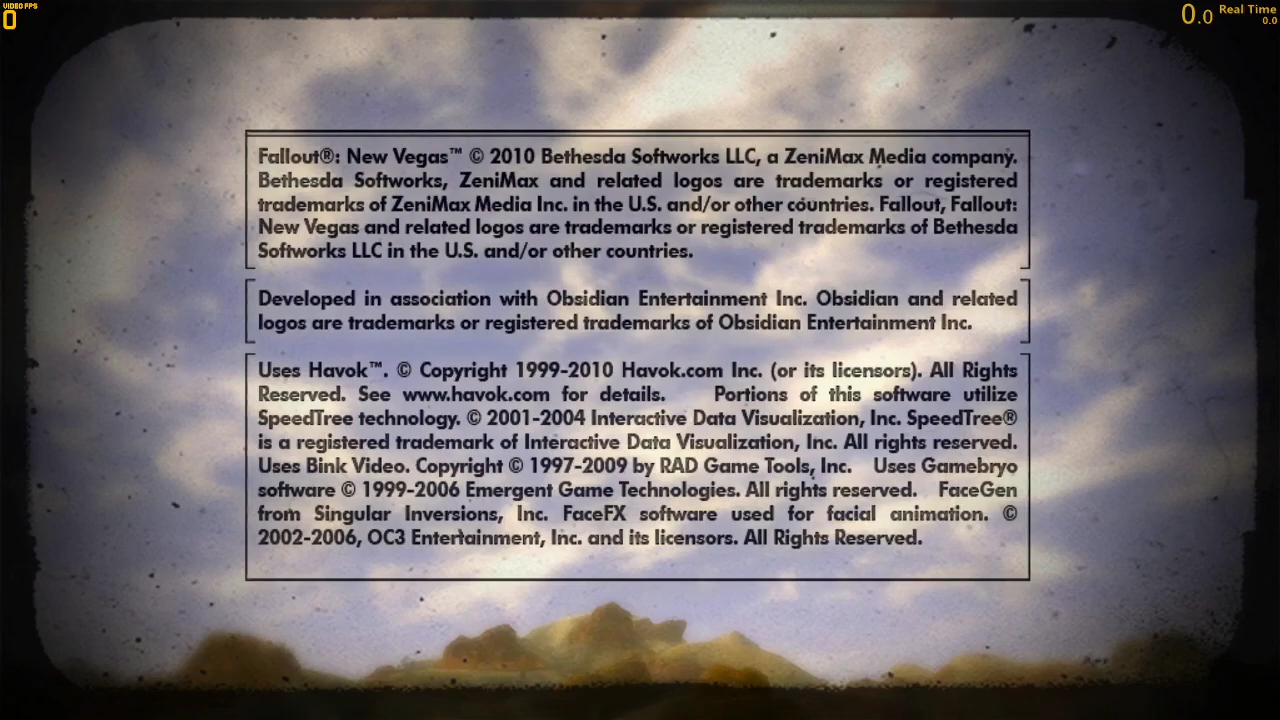 VIDEO FPS
0
0.0 Real Time
0.0
Fallout®: New Vegas™ © 2010 Bethesda Softworks LLC, a ZeniMax Media company.
Bethesda Softworks, ZeniMax and related logos are trademarks or registered
trademarks of ZeniMax Media Inc. in the U.S. and/or other countries. Fallout, Fallout:
New Vegas and related logos are trademarks or registered trademarks of Bethesda
Softworks LLC in the U.S. and/or other countries.
Developed in association with Obsidian Entertainment Inc. Obsidian and related
logos are trademarks or registered trademarks of Obsidian Entertainment Inc.
Uses Havok™. © Copyright 1999-2010 Havok.com Inc. (or its licensors). All Rights
Reserved. See www.havok.com for details. Portions of this software utilize
SpeedTree technology. © 2001-2004 Interactive Data Visualization, Inc. SpeedTree®
is a registered trademark of Interactive Data Visualization, Inc. All rights reserved.
Uses Bink Video. Copyright © 1997-2009 by RAD Game Tools, Inc. Uses Gamebryo
software © 1999-2006 Emergent Game Technologies. All rights reserved. FaceGen
from Singular Inversions, Inc. FaceFX software used for facial animation. ©
2002-2006, OC3 Entertainment, Inc. and its licensors. All Rights Reserved.